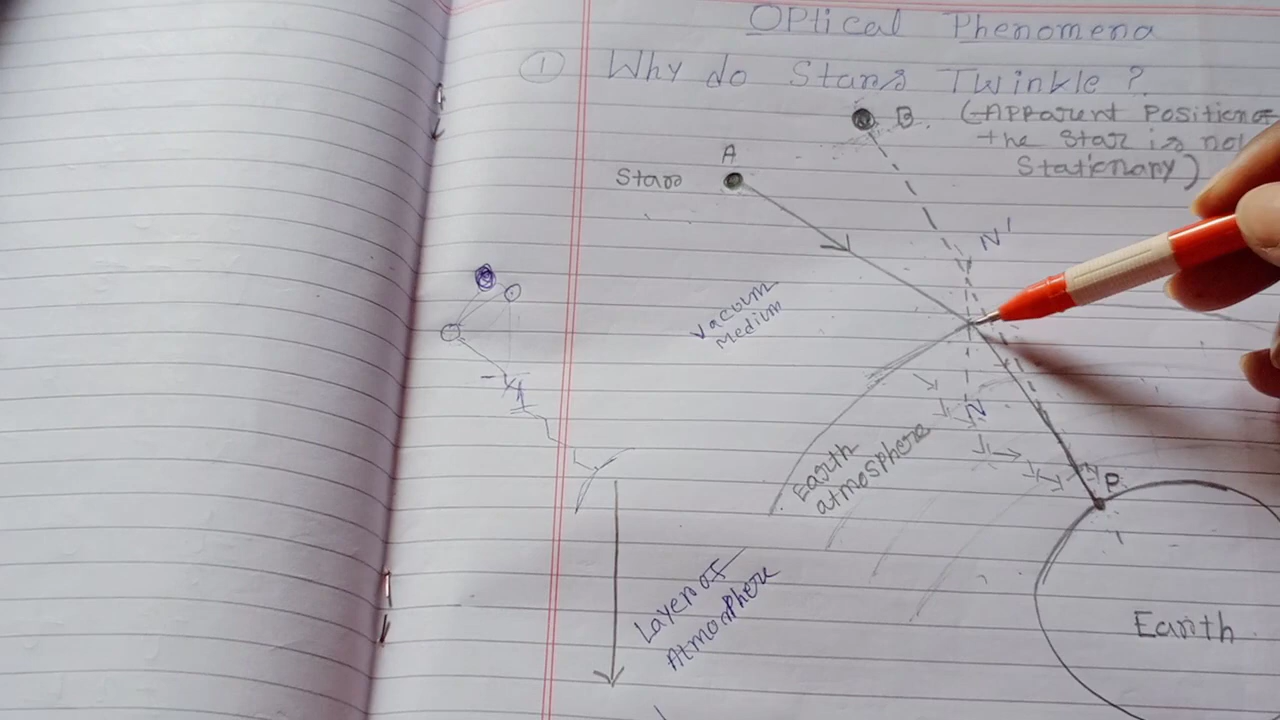 Optical Phenomena
① Why do Stars Twinkle ?
B. (Apparent Position of
the star is not
Stationary)
A
Stars
N'
Vacuum
Medium
N
Earth
atmosphere
P
Layer of
Atmosphere
Earth